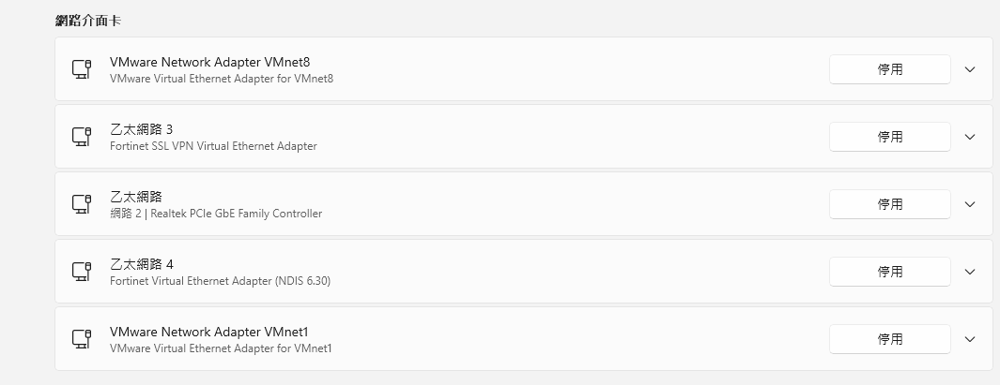 網路介面卡
VMware Network Adapter VMnet8
VMware Virtual Ethernet Adapter for VMnet8
停用
乙太網路 3
Fortinet SSL VPN Virtual Ethernet Adapter
停用
乙太網路
網路 2 | Realtek PCIe GbE Family Controller
停用
乙太網路 4
Fortinet Virtual Ethernet Adapter (NDIS 6.30)
停用
VMware Network Adapter VMnet1
VMware Virtual Ethernet Adapter for VMnet1
停用